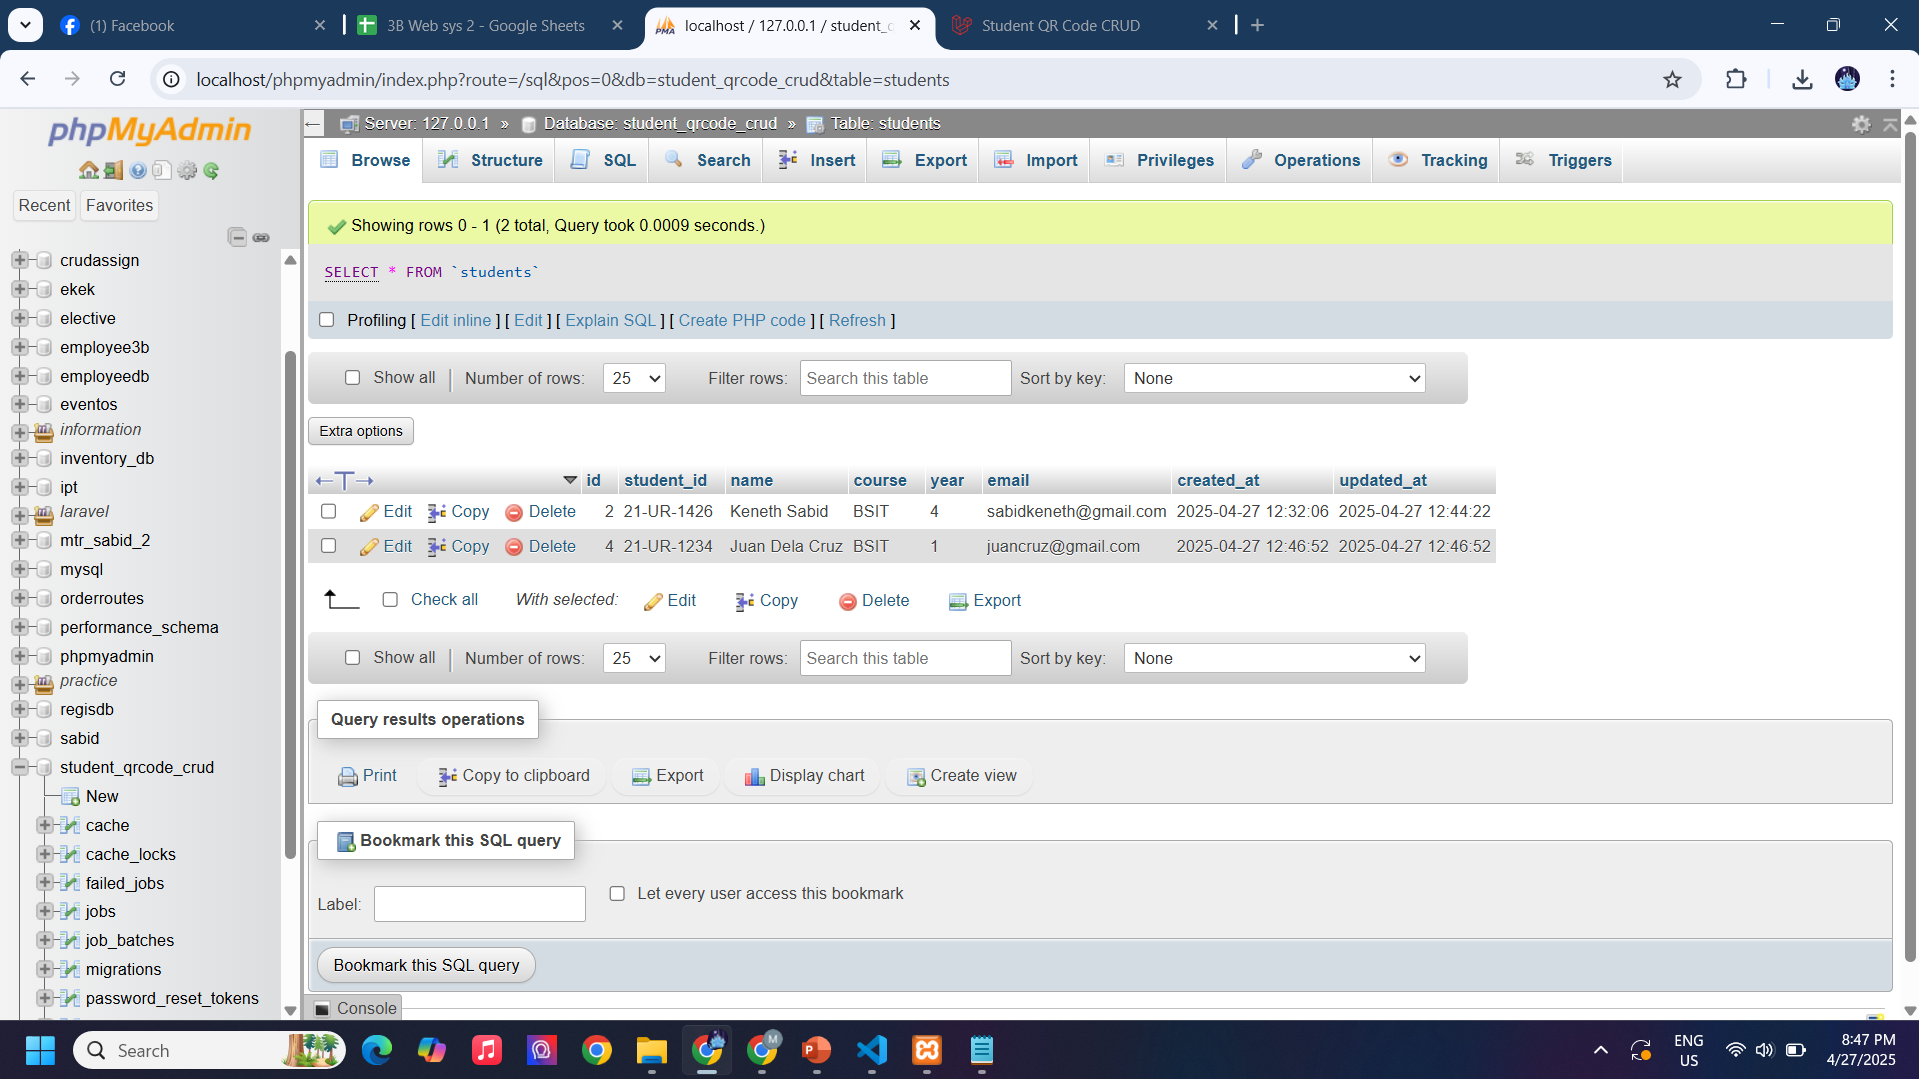 (1) Facebook
3B Web sys 2 - Google Sheets
localhost / 127.0.0.1 / student_q
Student QR Code CRUD
localhost/phpmyadmin/index.php?route=/sql&pos=0&db=student_qrcode_crud&table=students
phpMyAdmin
Recent Favorites
crudassign
ekek
elective
employee3b
employeedb
eventos
information
inventory_db
ipt
laravel
mtr_sabid_2
mysql
orderroutes
performance_schema
phpmyadmin
practice
regisdb
sabid
student_qrcode_crud
New
cache
cache_locks
failed_jobs
jobs
job_batches
migrations
password_reset_tokens
Server: 127.0.0.1 » Database: student_qrcode_crud » Table: students
Browse Structure SQL Search Insert Export Import Privileges Operations Tracking Triggers
Showing rows 0 - 1 (2 total, Query took 0.0009 seconds.)
SELECT * FROM `students`
Profiling [ Edit inline ] [ Edit ] [ Explain SQL ] [ Create PHP code ] [ Refresh ]
Show all Number of rows: 25 Filter rows: Search this table Sort by key: None
Extra options
←T→ id student_id name course year email created_at updated_at
Edit Copy Delete 2 21-UR-1426 Keneth Sabid BSIT 4 sabidkeneth@gmail.com 2025-04-27 12:32:06 2025-04-27 12:44:22
Edit Copy Delete 4 21-UR-1234 Juan Dela Cruz BSIT 1 juancruz@gmail.com 2025-04-27 12:46:52 2025-04-27 12:46:52
Check all With selected: Edit Copy Delete Export
Show all Number of rows: 25 Filter rows: Search this table Sort by key: None
Query results operations
Print Copy to clipboard Export Display chart Create view
Bookmark this SQL query
Label: Let every user access this bookmark
Bookmark this SQL query
Console
Search
ENG
US
8:47 PM
4/27/2025